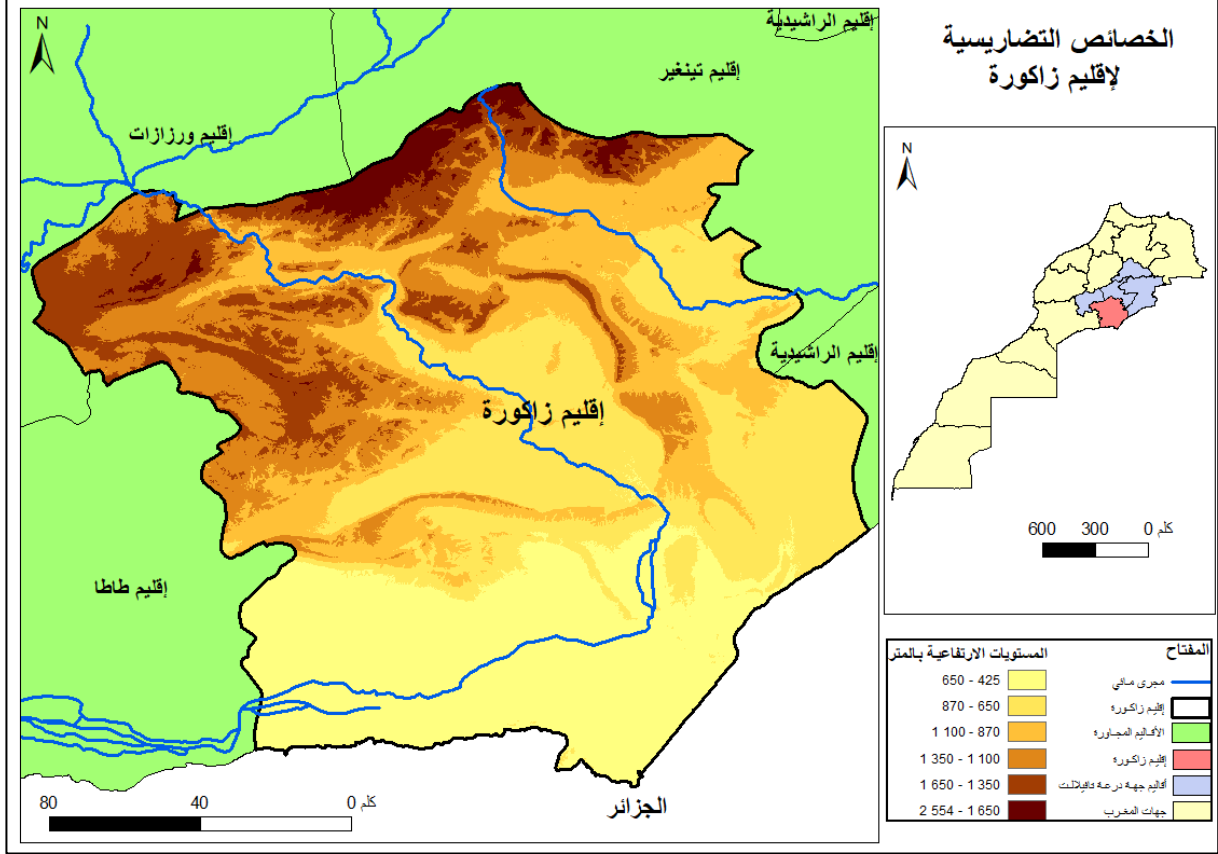 الخصائص التضاريسية
لإقليم زاكورة
N
إقليم الراشيدية
إقليم تينغير
إقليم ورزازات
إقليم الراشيدية
إقليم زاكورة
إقليم طاطا
الجزائر
80 40 0 كلم
N
600 300 0 كلم
المفتاح
مجرى مائي
إقليم زاكورة
الأقاليم المجاورة
إقليم زاكورة
أقاليم جهة درعة تافيلالت
جهات المغرب
المستويات الارتفاعية بالمتر
425 - 650
650 - 870
870 - 1 100
1 100 - 1 350
1 350 - 1 650
1 650 - 2 554